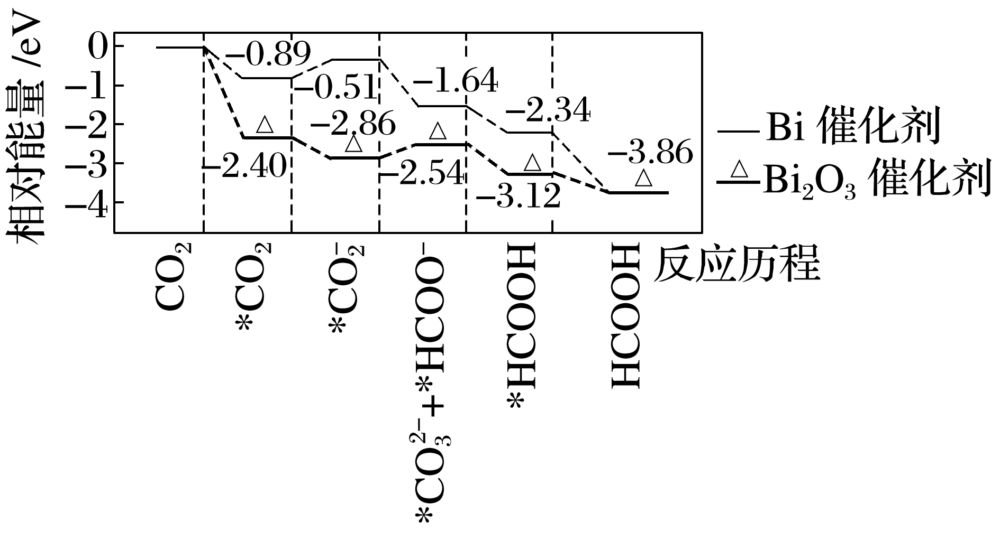 相对能量 /eV
0
−1
−2
−3
−4
−0.89
−0.51
−1.64
−2.34
−3.86
−2.40
−2.86
−2.54
−3.12
CO₂
*CO₂
*CO₂⁻
*CO₃²⁻+*HCOO⁻
*HCOOH
HCOOH
反应历程
Bi 催化剂
△
Bi₂O₃ 催化剂